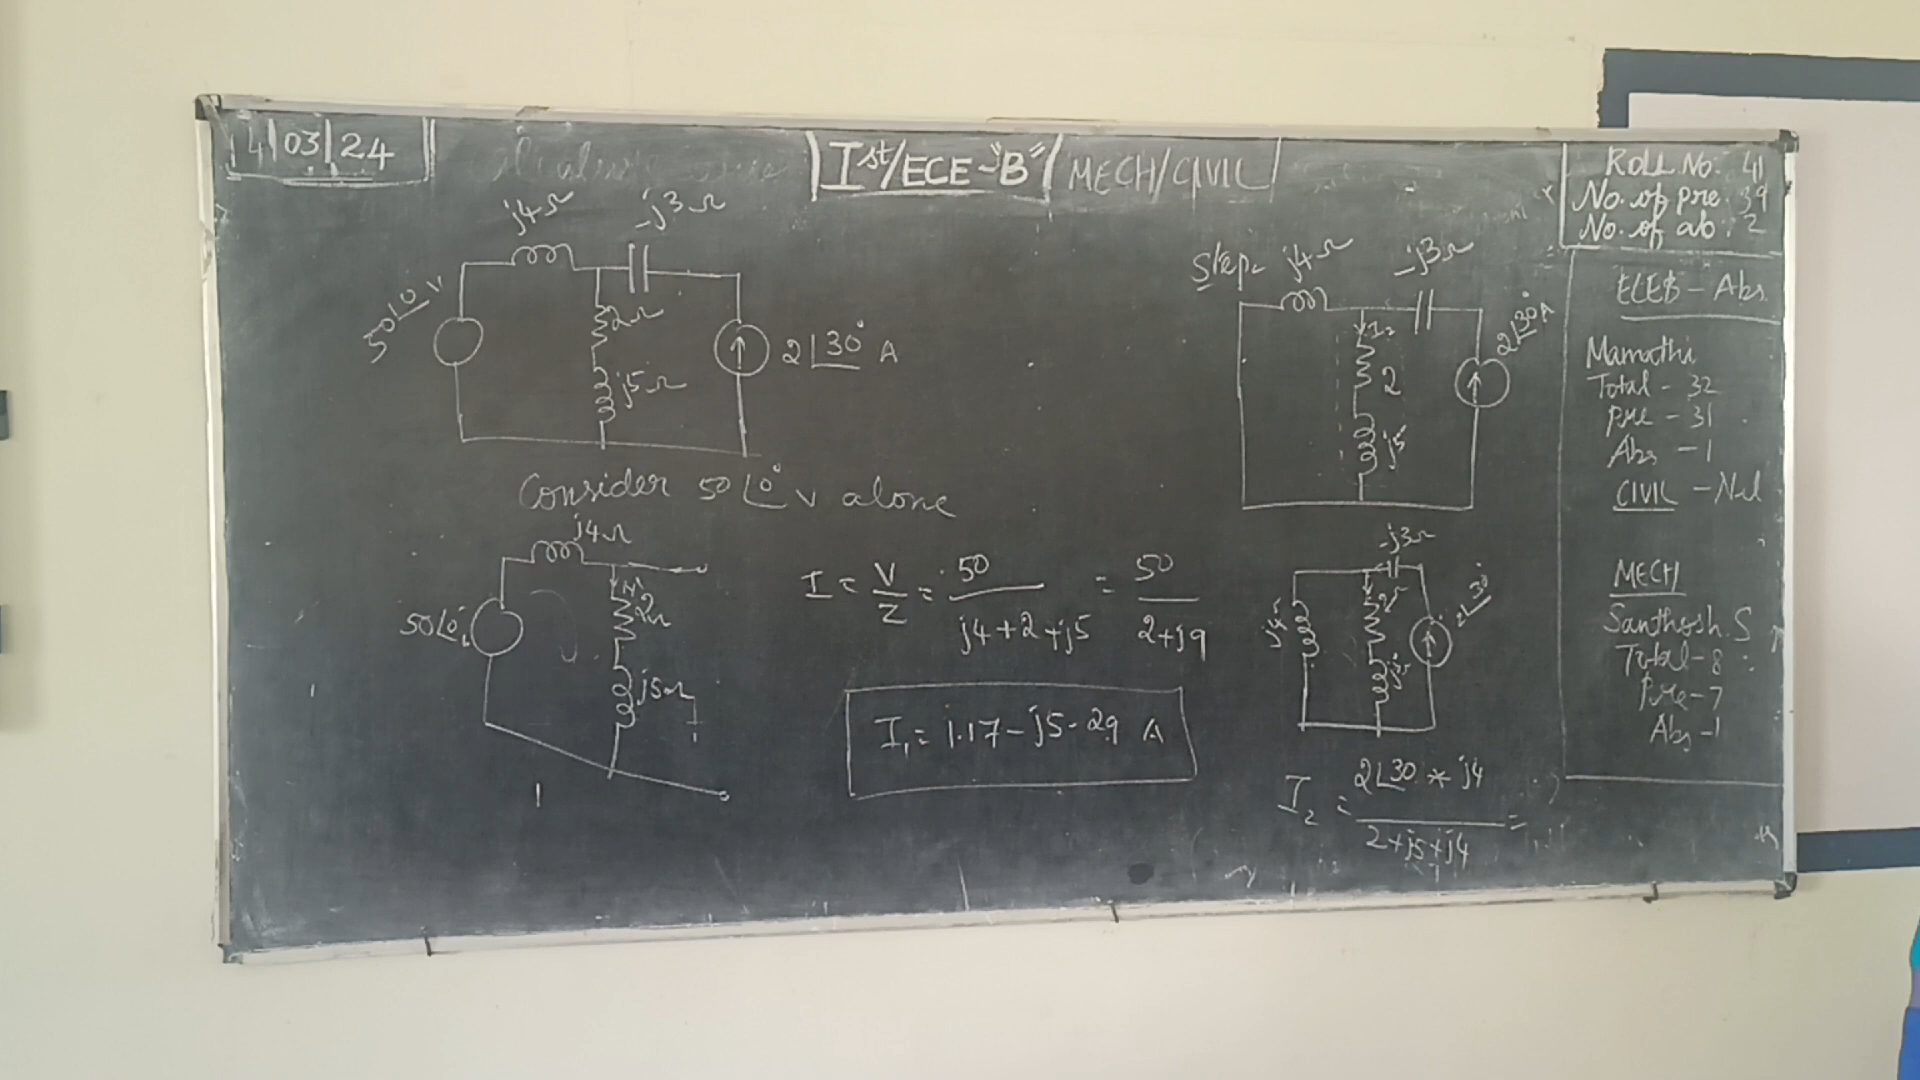 14|03|24
Ist/ECE-"B"/ MECH/CIVIL
ROLL.No: 41
No. of pre: 39
No. of ab: 2
j4Ω
-j3Ω
50∠0° V
2Ω
j5Ω
2∠30° A
Consider 50∠0° V alone
j4Ω
50∠0°
2Ω
j5Ω
I = V/Z = 50/(j4+2+j5) = 50/(2+j9)
I₁ = 1.17-j5.29 A
Step-
j4Ω
-j3Ω
2∠30° A
I₂
2
j5
-j3Ω
j4Ω
2Ω
j5Ω
2∠30°
I₂ = (2∠30 * j4)/(2+j5+j4) =
Abs
Total - 32
pre - 31
Abs - 1
CIVIL - Nil
MECH
Santhosh. S
Total - 8
Pre - 7
Abs - 1